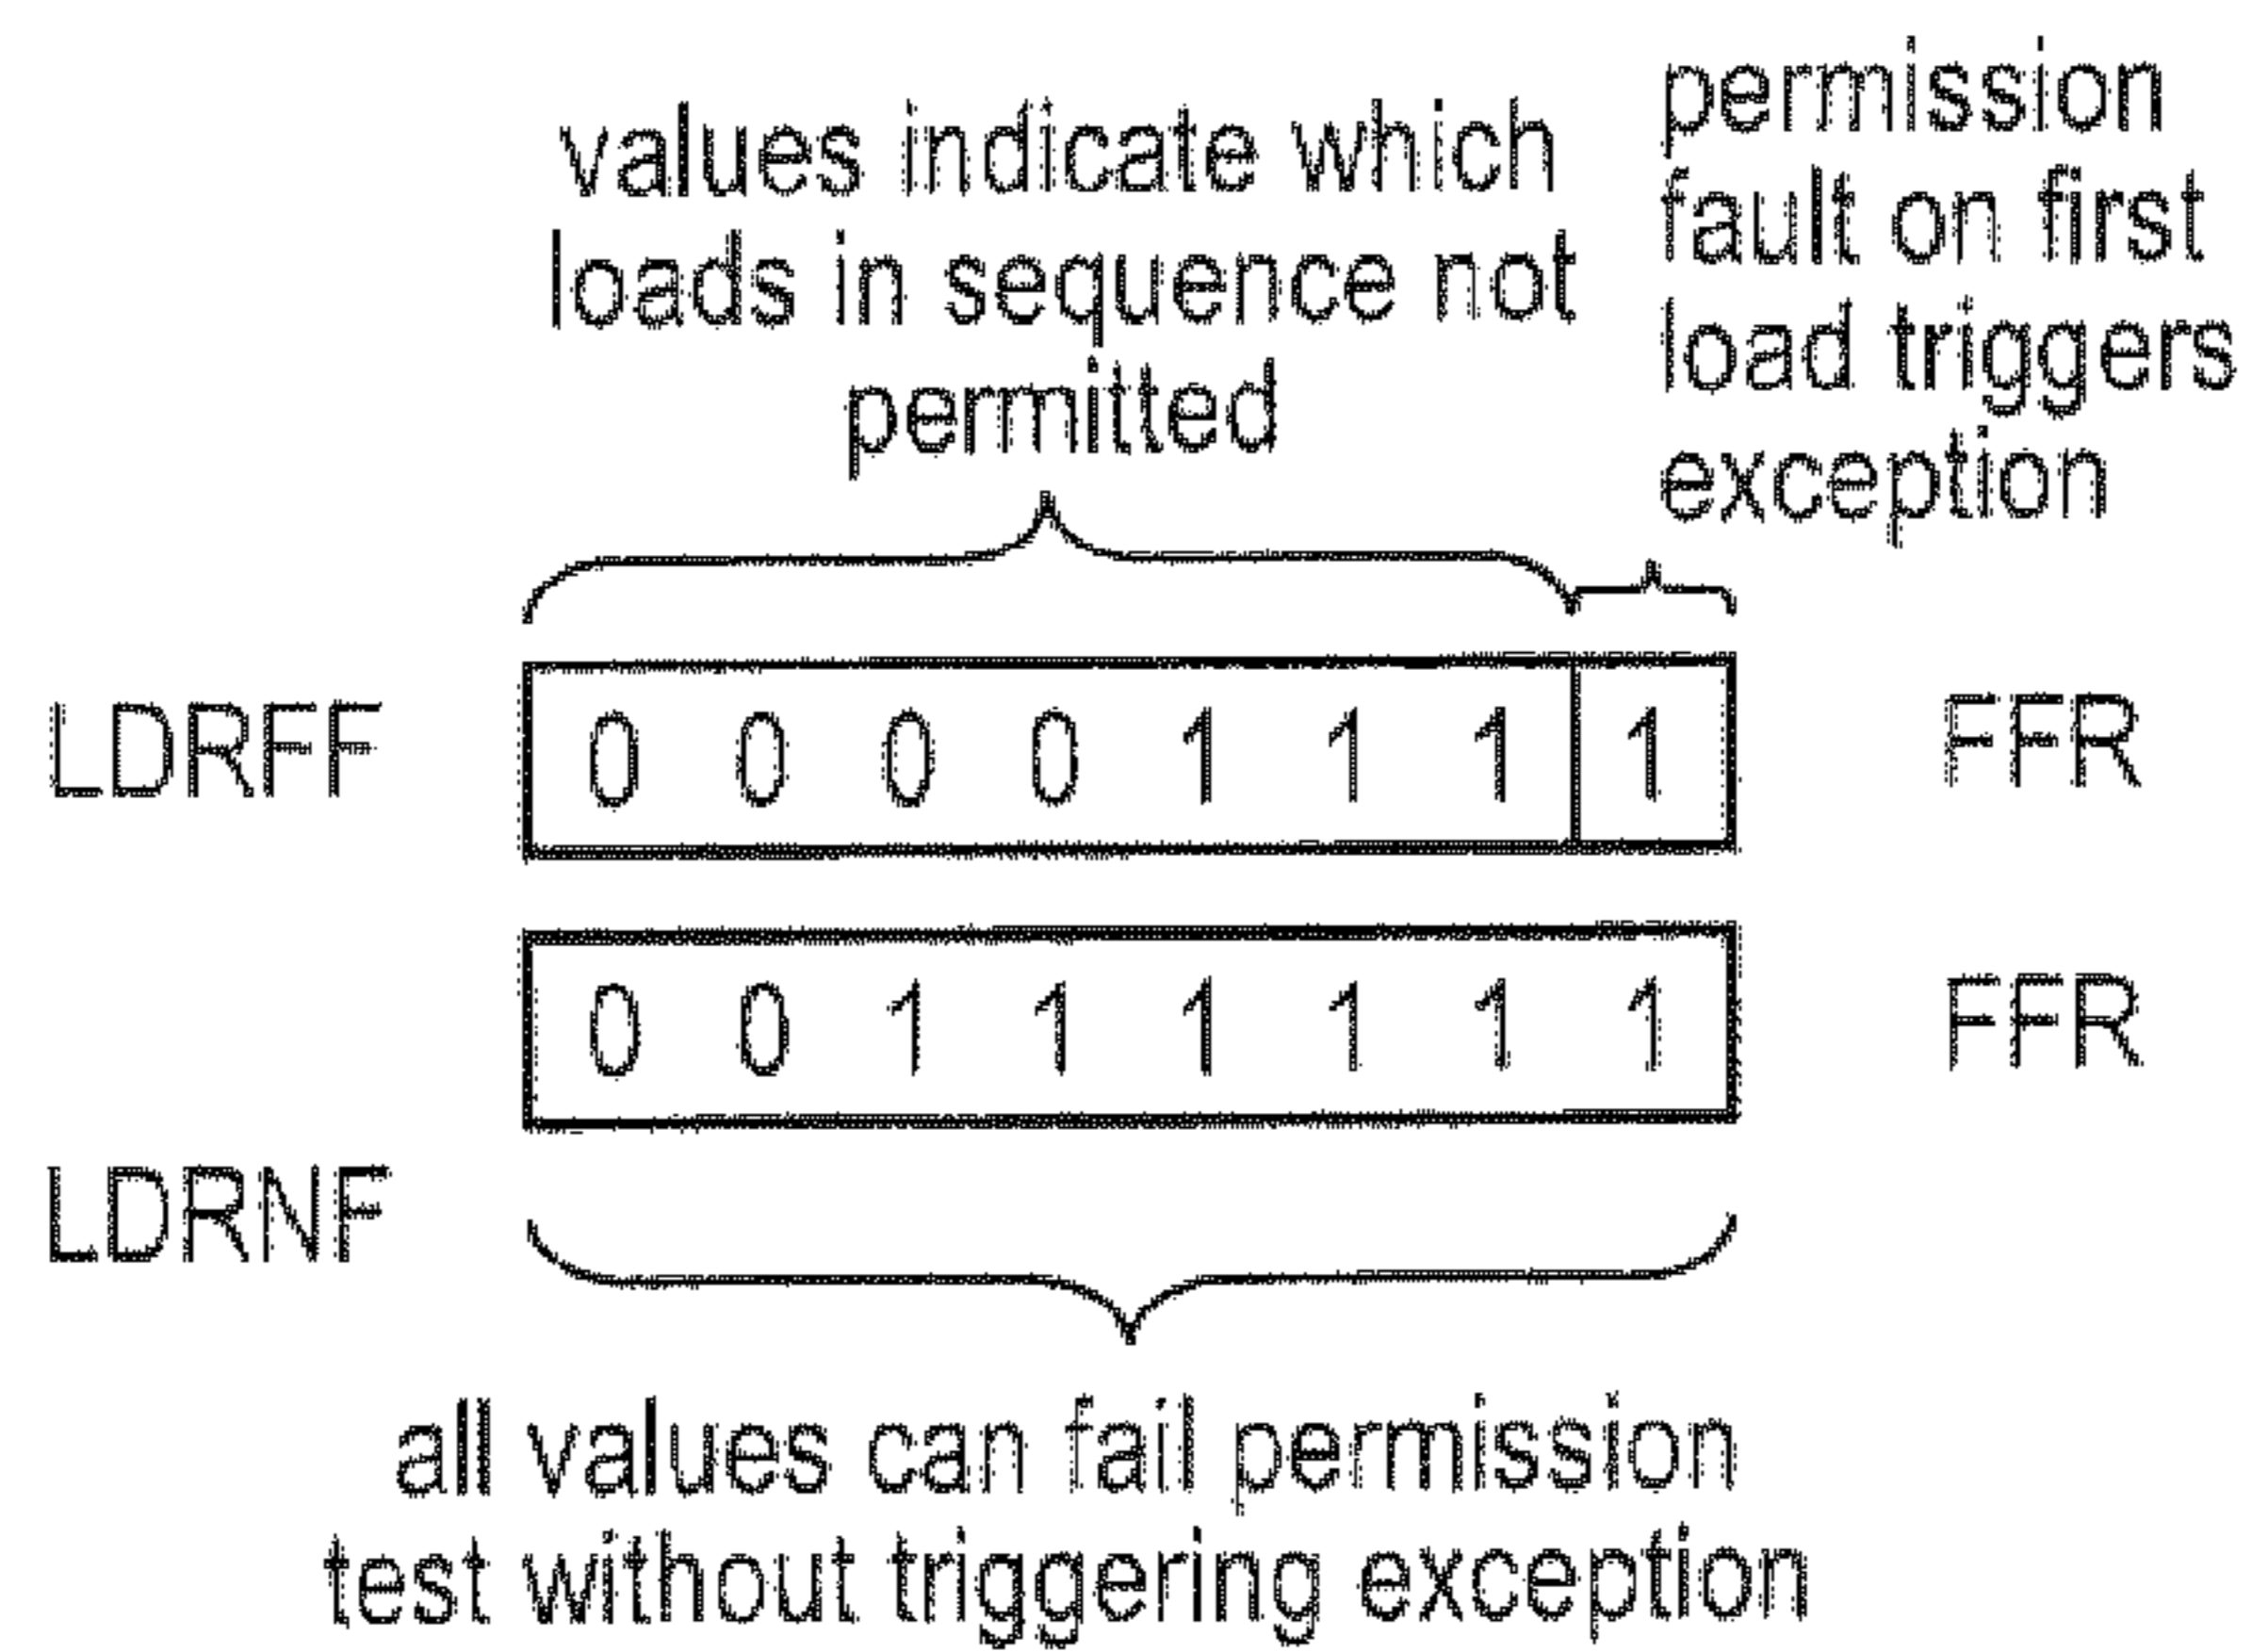 values indicate which
loads in sequence not
permitted
permission
fault on first
load triggers
exception
LDRFF 0 0 0 0 1 1 1 1 FFR
0 0 1 1 1 1 1 1 FFR
LDRNF
all values can fail permission
test without triggering exception